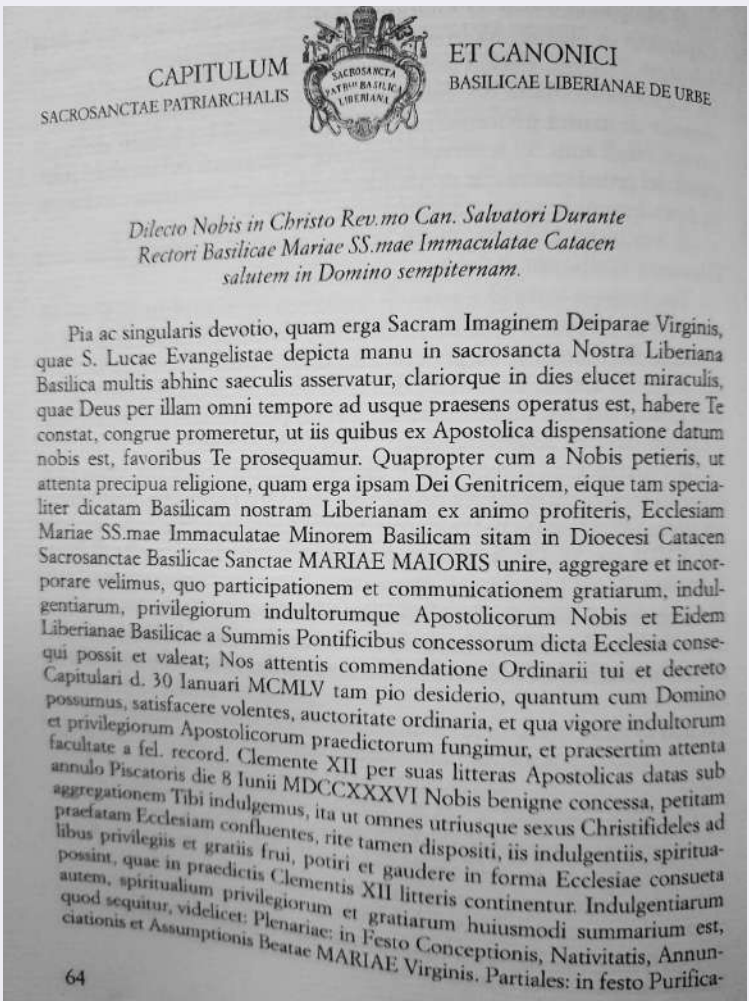 CAPITULUM
SACROSANCTAE PATRIARCHALIS
SACROSANCTA
BASILICA
LIBERIANA
ET CANONICI
BASILICAE LIBERIANAE DE URBE
Dilecto Nobis in Christo Rev.mo Can. Salvatori Durante
Rectori Basilicae Mariae SS.mae Immaculatae Catacen
salutem in Domino sempiternam.
Pia ac singularis devotio, quam erga Sacram Imaginem Deiparae Virginis,
quae S. Lucae Evangelistae depicta manu in sacrosancta Nostra Liberiana
Basilica multis abhinc saeculis asservatur, clariorque in dies elucet miraculis,
quae Deus per illam omni tempore ad usque praesens operatus est, habere Te
constat, congrue promeretur, ut iis quibus ex Apostolica dispensatione datum
nobis est, favoribus Te prosequamur. Quapropter cum a Nobis petieris, ut
attenta precipua religione, quam erga ipsam Dei Genitricem, eique tam specia-
liter dicatam Basilicam nostram Liberianam ex animo profiteris, Ecclesiam
Mariae SS.mae Immaculatae Minorem Basilicam sitam in Dioecesi Catacen
Sacrosanctae Basilicae Sanctae MARIAE MAIORIS unire, aggregare et incor-
porare velimus, quo participationem et communicationem gratiarum, indul-
gentiarum, privilegiorum indultorumque Apostolicorum Nobis et Eidem
Liberianae Basilicae a Summis Pontificibus concessorum dicta Ecclesia conse-
qui possit et valeat; Nos attentis commendatione Ordinarii tui et decreto
Capitulari d. 30 Ianuari MCMLV tam pio desiderio, quantum cum Domino
possumus, satisfacere volentes, auctoritate ordinaria, et qua vigore indultorum
et privilegiorum Apostolicorum praedictorum fungimur, et praesertim attenta
facultate a fel. record. Clemente XII per suas litteras Apostolicas datas sub
annulo Piscatoris die 8 Iunii MDCCXXXVI Nobis benigne concessa, petitam
aggregationem Tibi indulgemus, ita ut omnes utriusque sexus Christifideles ad
praefatam Ecclesiam confluentes, rite tamen dispositi, iis indulgentiis, spiritua-
libus privilegiis et gratiis frui, potiri et gaudere in forma Ecclesiae consueta
possint, quae in praedictis Clementis XII litteris continentur. Indulgentiarum
autem, spiritualium privilegiorum et gratiarum huiusmodi summarium est,
quod sequitur, videlicet: Plenariae: in Festo Conceptionis, Nativitatis, Annun-
ciationis et Assumptionis Beatae MARIAE Virginis. Partiales: in festo Purifica-
64